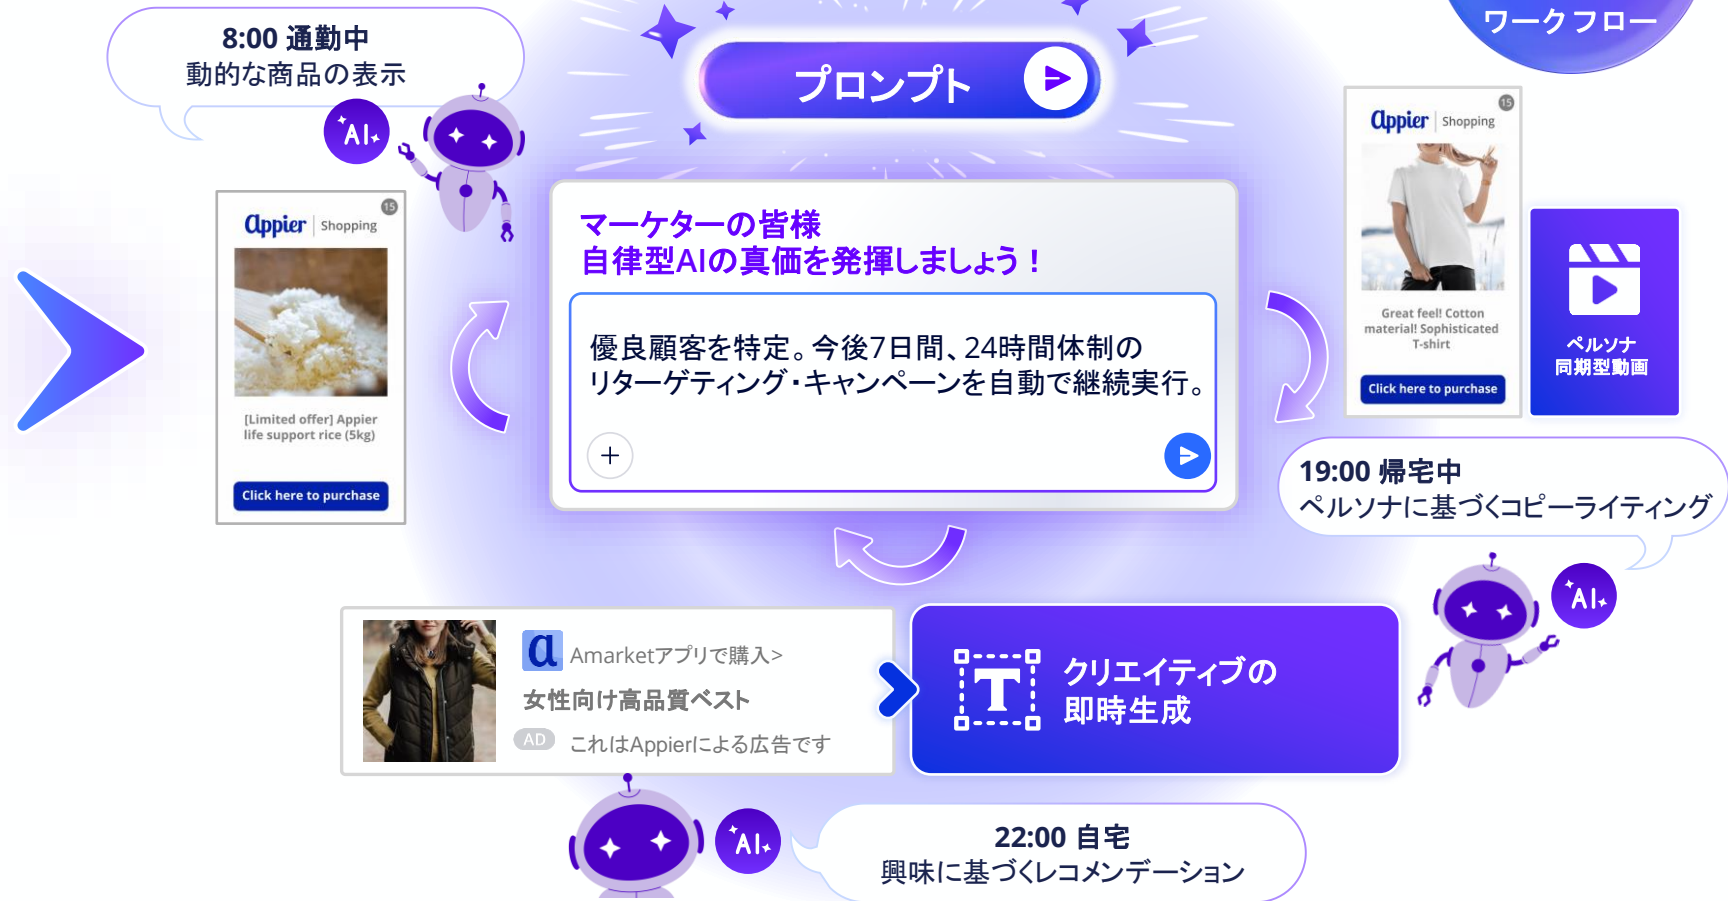 ワークフロー
8:00 通勤中
動的な商品の表示
AI
プロンプト
15
appier Shopping
[Limited offer] Appier
life support rice (5kg)
Click here to purchase
マーケターの皆様
自律型AIの真価を発揮しましょう！
優良顧客を特定。今後7日間、24時間体制の
リターゲティング・キャンペーンを自動で継続実行。
15
appier Shopping
Great feel! Cotton
material! Sophisticated
T-shirt
Click here to purchase
ペルソナ
同期型動画
19:00 帰宅中
ペルソナに基づくコピーライティング
AI
a
Amarketアプリで購入>
女性向け高品質ベスト
AD これはAppierによる広告です
T
クリエイティブの
即時生成
AI
22:00 自宅
興味に基づくレコメンデーション